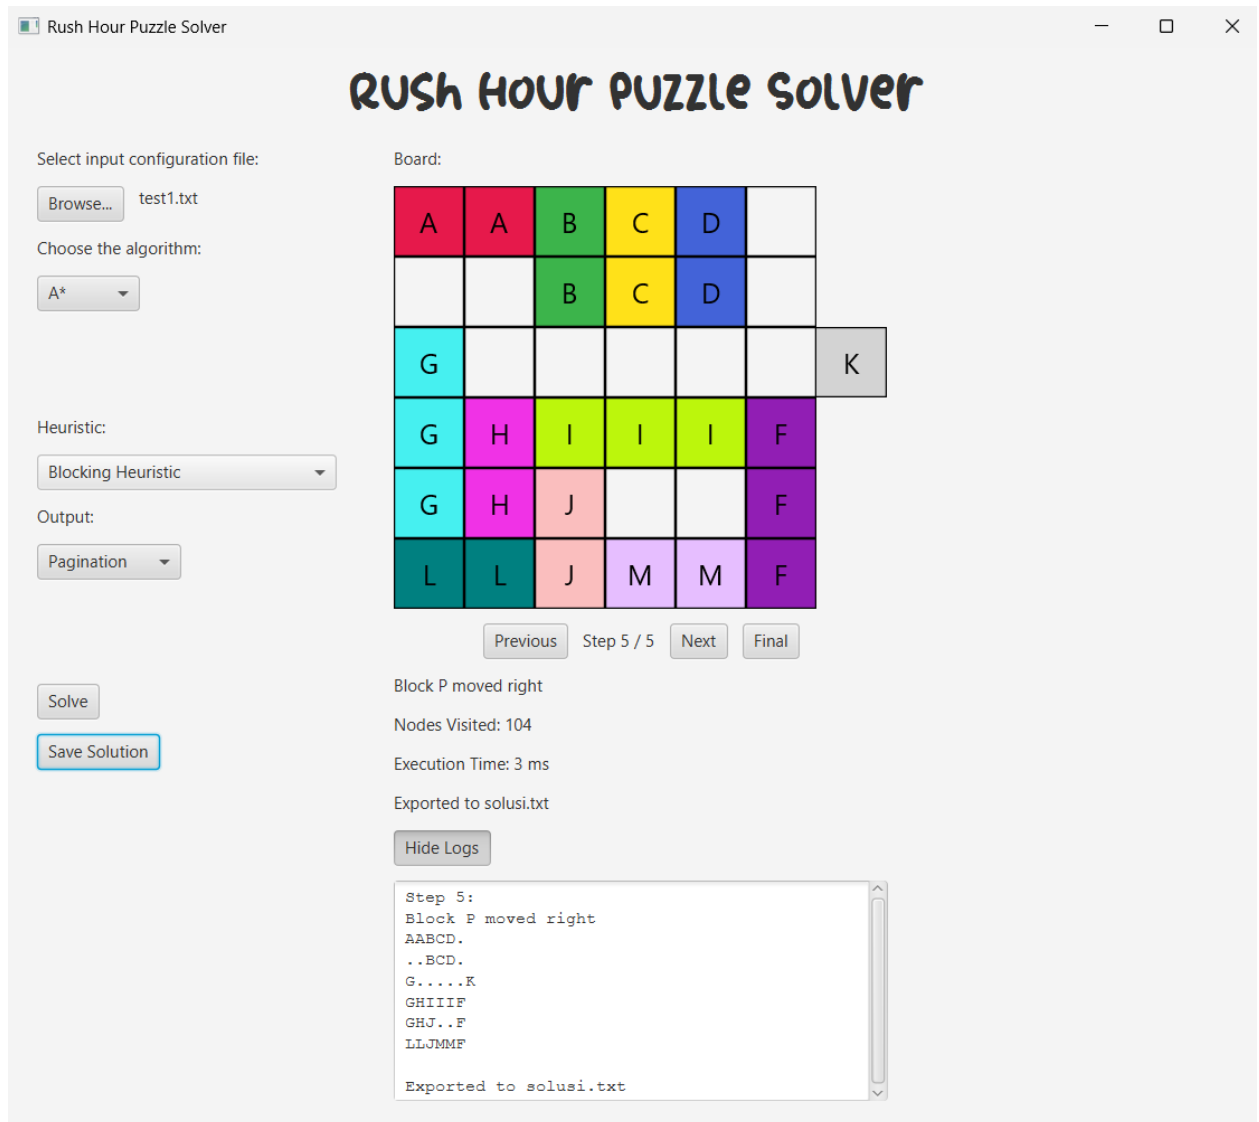 Rush Hour Puzzle Solver
Rush Hour Puzzle Solver
Select input configuration file:
Browse... test1.txt
Choose the algorithm:
A*
Heuristic:
Blocking Heuristic
Output:
Pagination
Solve
Save Solution
Board:
A A B C D
B C D
G K
G H I I I F
G H J F
L L J M M F
Previous Step 5 / 5 Next Final
Block P moved right
Nodes Visited: 104
Execution Time: 3 ms
Exported to solusi.txt
Hide Logs
Step 5:
Block P moved right
AABCD.
..BCD.
G.....K
GHIIIF
GHJ..F
LLJMMF
Exported to solusi.txt